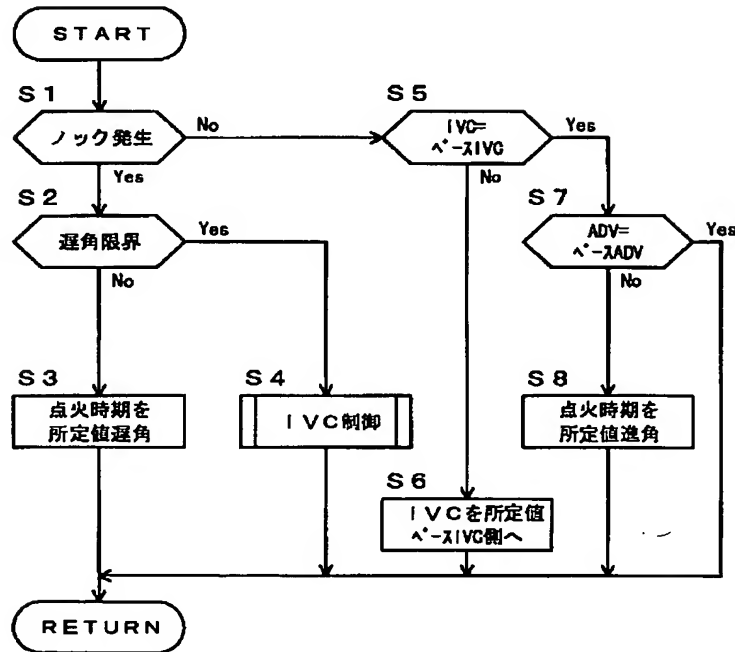 START
S1
ノック発生
No
Yes
S2
遅角限界
Yes
No
S3
点火時期を
所定値遅角
S4
IVC制御
S5
IVC=
ベースIVC
Yes
No
S6
IVCを所定値
ベースIVC側へ
S7
ADV=
ベースADV
Yes
No
S8
点火時期を
所定値進角
RETURN